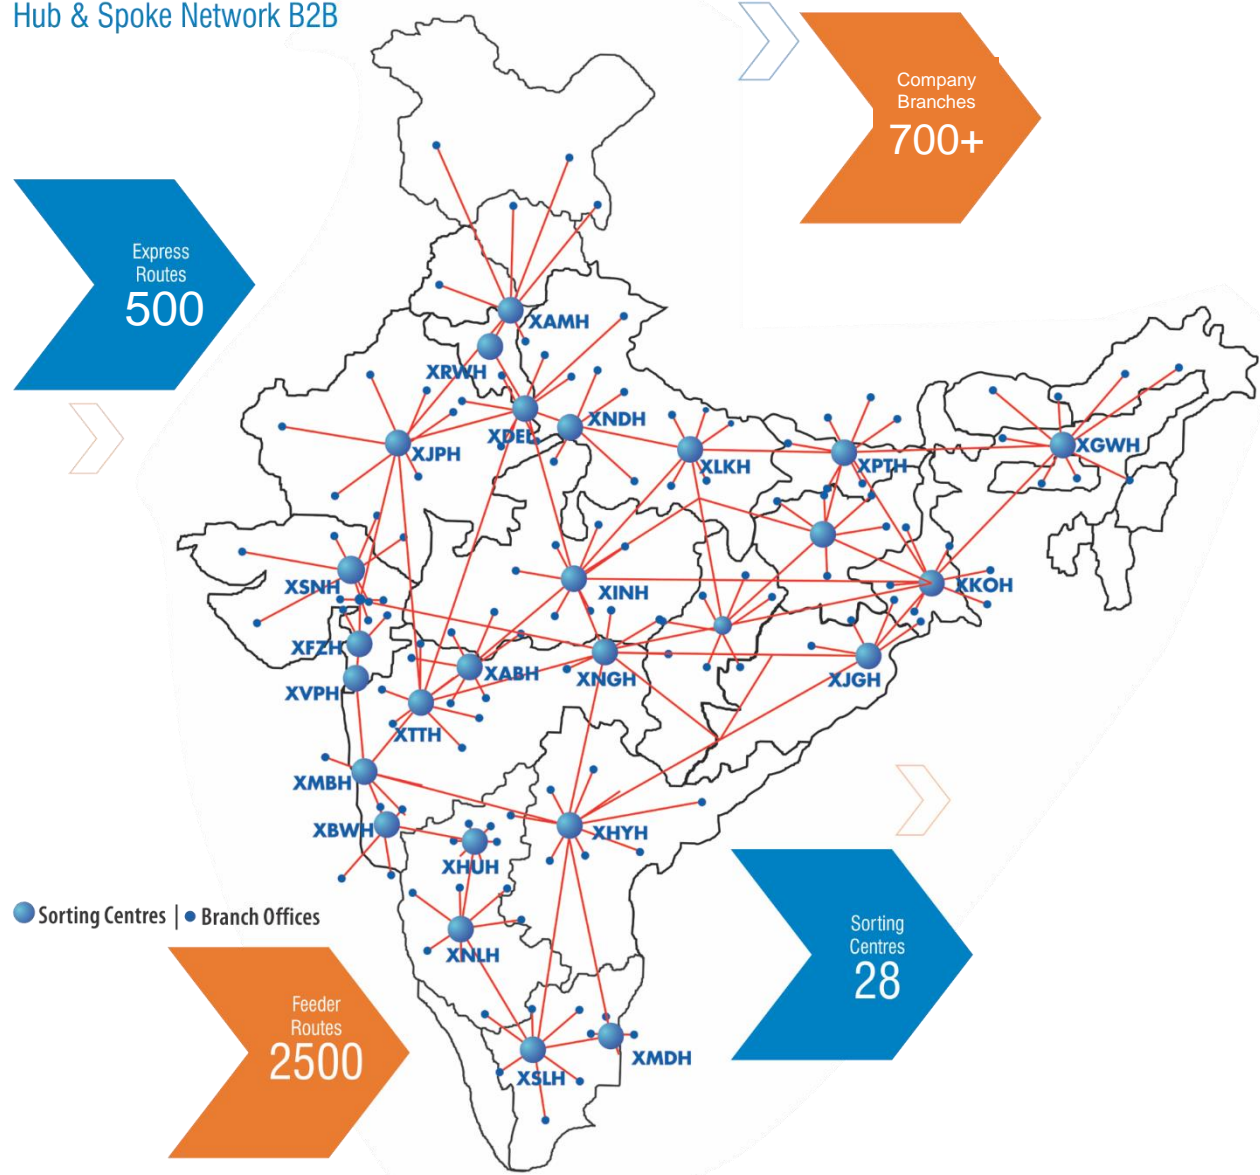 Hub & Spoke Network B2B
Company
Branches
700+
Express
Routes
500
XAMH
XRWH
XNDH
XDEL
XJPH
XLKH
XPTH
XGWH
XSNH
XINH
XKOH
XFZH
XABH
XNGH
XJGH
XVPH
XTTH
XMBH
XBWH
XHYH
XHUH
Sorting Centres | Branch Offices
Sorting
Centres
28
XNLH
Feeder
Routes
2500
XMDH
XSLH